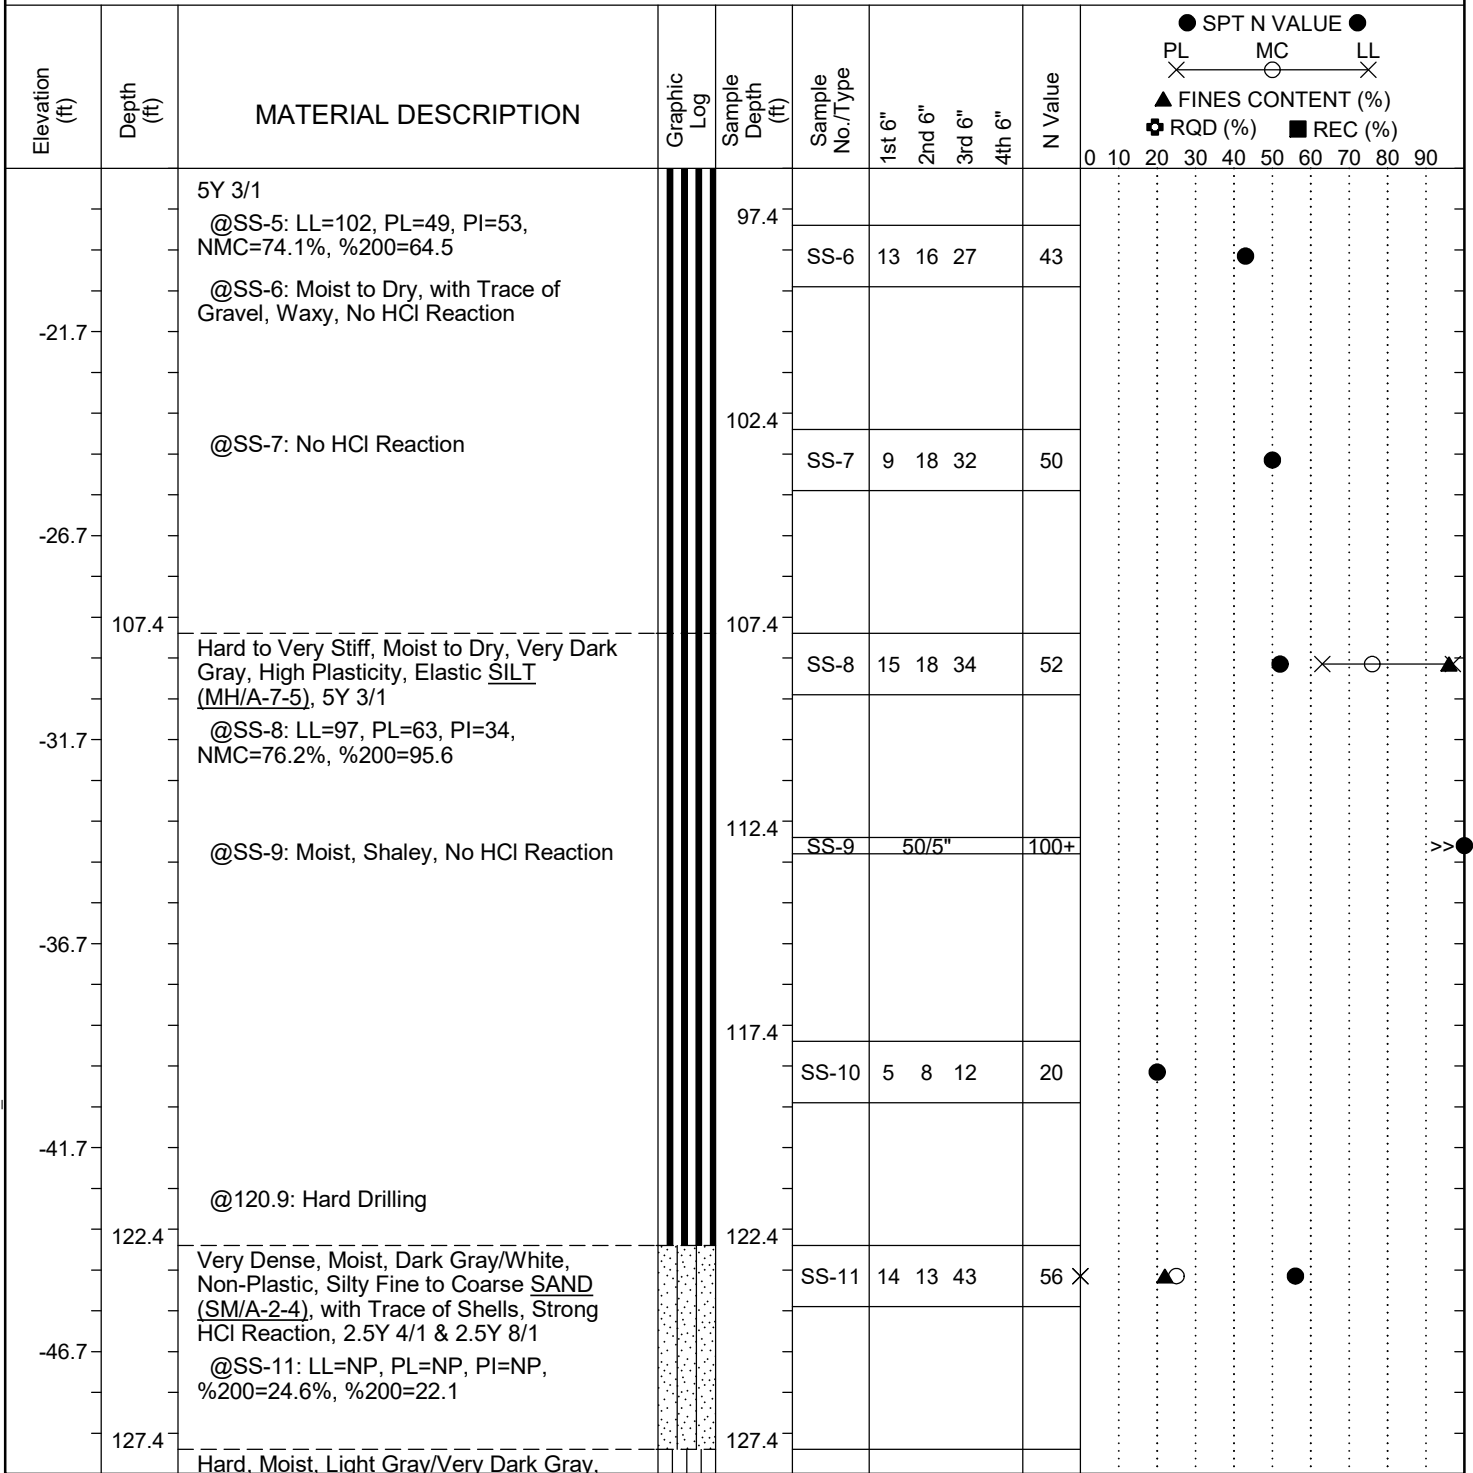 Elevation (ft)
Depth (ft)
MATERIAL DESCRIPTION
Graphic Log
Sample Depth (ft)
Sample No./Type
1st 6"
2nd 6"
3rd 6"
4th 6"
N Value
SPT N VALUE
PL MC LL
FINES CONTENT (%)
RQD (%) REC (%)
0 10 20 30 40 50 60 70 80 90
5Y 3/1
@SS-5: LL=102, PL=49, PI=53,
NMC=74.1%, %200=64.5
97.4
SS-6 13 16 27 43
@SS-6: Moist to Dry, with Trace of
Gravel, Waxy, No HCl Reaction
-21.7
102.4
@SS-7: No HCl Reaction
SS-7 9 18 32 50
-26.7
107.4
107.4
Hard to Very Stiff, Moist to Dry, Very Dark
Gray, High Plasticity, Elastic SILT
(MH/A-7-5), 5Y 3/1
SS-8 15 18 34 52
@SS-8: LL=97, PL=63, PI=34,
NMC=76.2%, %200=95.6
-31.7
112.4
@SS-9: Moist, Shaley, No HCl Reaction
SS-9 50/5" 100+ >>
-36.7
117.4
SS-10 5 8 12 20
-41.7
@120.9: Hard Drilling
122.4
122.4
Very Dense, Moist, Dark Gray/White,
Non-Plastic, Silty Fine to Coarse SAND
(SM/A-2-4), with Trace of Shells, Strong
HCl Reaction, 2.5Y 4/1 & 2.5Y 8/1
SS-11 14 13 43 56
-46.7
@SS-11: LL=NP, PL=NP, PI=NP,
%200=24.6%, %200=22.1
127.4
127.4
Hard, Moist, Light Gray/Very Dark Gray,